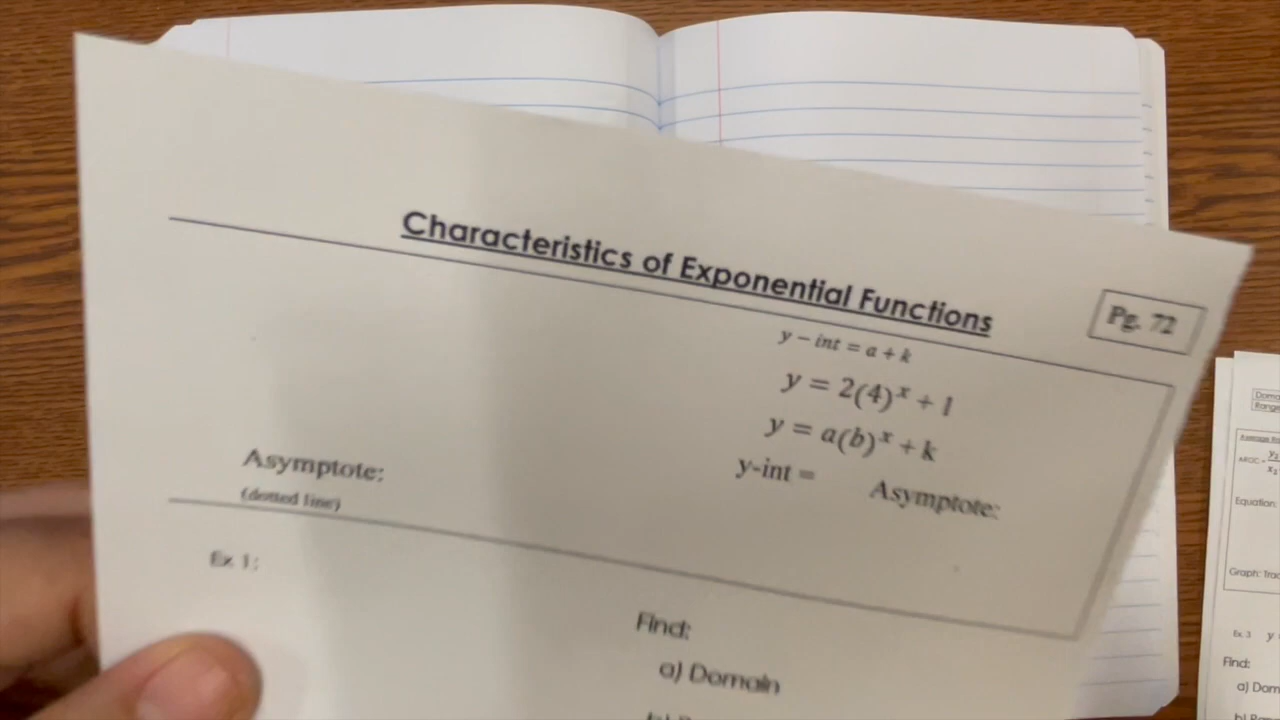 Characteristics of Exponential Functions
Pg. 72
y - int = a + k
y = 2(4)^x + 1
y = a(b)^x + k
y-int =
Asymptote:
Asymptote:
(dotted line)
Ex 1:
Find:
a) Domain
Equation:
Graph:
Ex. 3 y
Find:
a) Dom